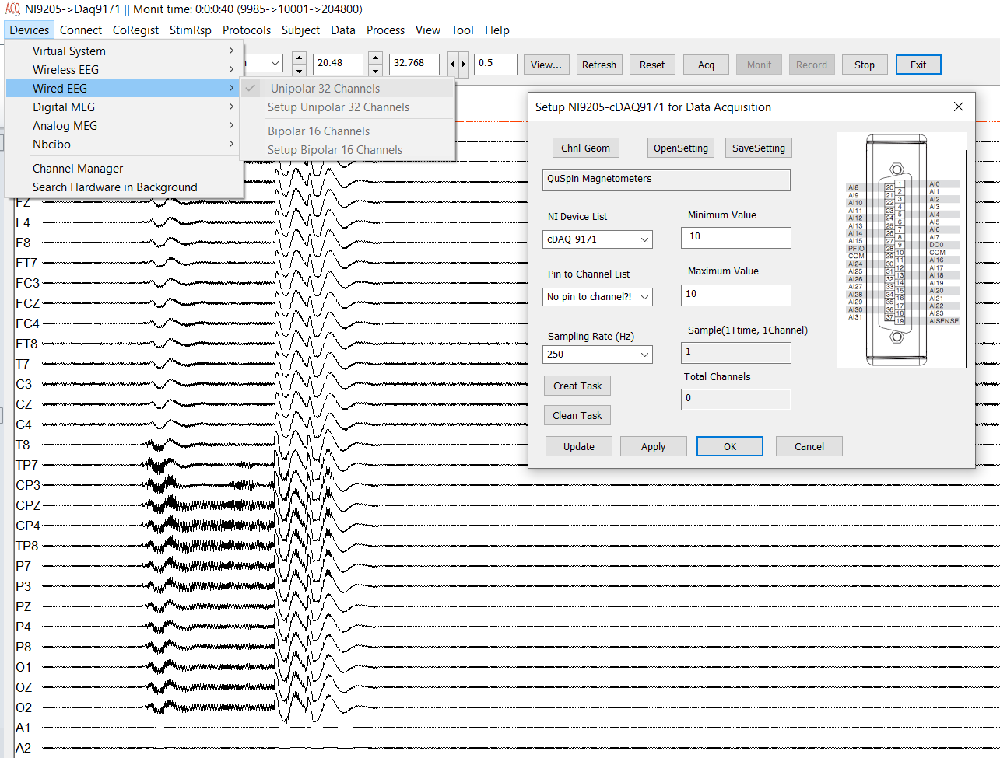 ACQ NI9205->Daq9171 || Monit time: 0:0:0:40 (9985->10001->204800)
Devices Connect CoRegist StimRsp Protocols Subject Data Process View Tool Help
Virtual System
Wireless EEG
Wired EEG
Digital MEG
Analog MEG
Nbcibo
Channel Manager
Search Hardware in Background
20.48 32.768 0.5 View... Refresh Reset Acq Monit Record Stop Exit
Unipolar 32 Channels
Setup Unipolar 32 Channels
Bipolar 16 Channels
Setup Bipolar 16 Channels
FZ
F4
F8
FT7
FC3
FCZ
FC4
FT8
T7
C3
CZ
C4
T8
TP7
CP3
CPZ
CP4
TP8
P7
P3
PZ
P4
P8
O1
OZ
O2
A1
A2
Setup NI9205-cDAQ9171 for Data Acquisition
Chnl-Geom OpenSetting SaveSetting
QuSpin Magnetometers
NI Device List
cDAQ-9171
Pin to Channel List
No pin to channel?!
Sampling Rate (Hz)
250
Creat Task
Clean Task
Minimum Value
-10
Maximum Value
10
Sample(1Ttime, 1Channel)
1
Total Channels
0
Update Apply OK Cancel
AI8 20 1 AI0
AI9 21 2 AI1
AI10 22 3 AI2
AI11 23 4 AI3
AI12 24 5 AI4
AI13 25 6 AI5
AI14 26 7 AI6
AI15 27 8 AI7
PFI0 28 9 DO0
COM 29 10 COM
AI24 30 11 AI16
AI25 31 12 AI17
AI26 32 13 AI18
AI27 33 14 AI19
AI28 34 15 AI20
AI29 35 16 AI21
AI30 36 17 AI22
AI31 37 18 AI23
19 AISENSE